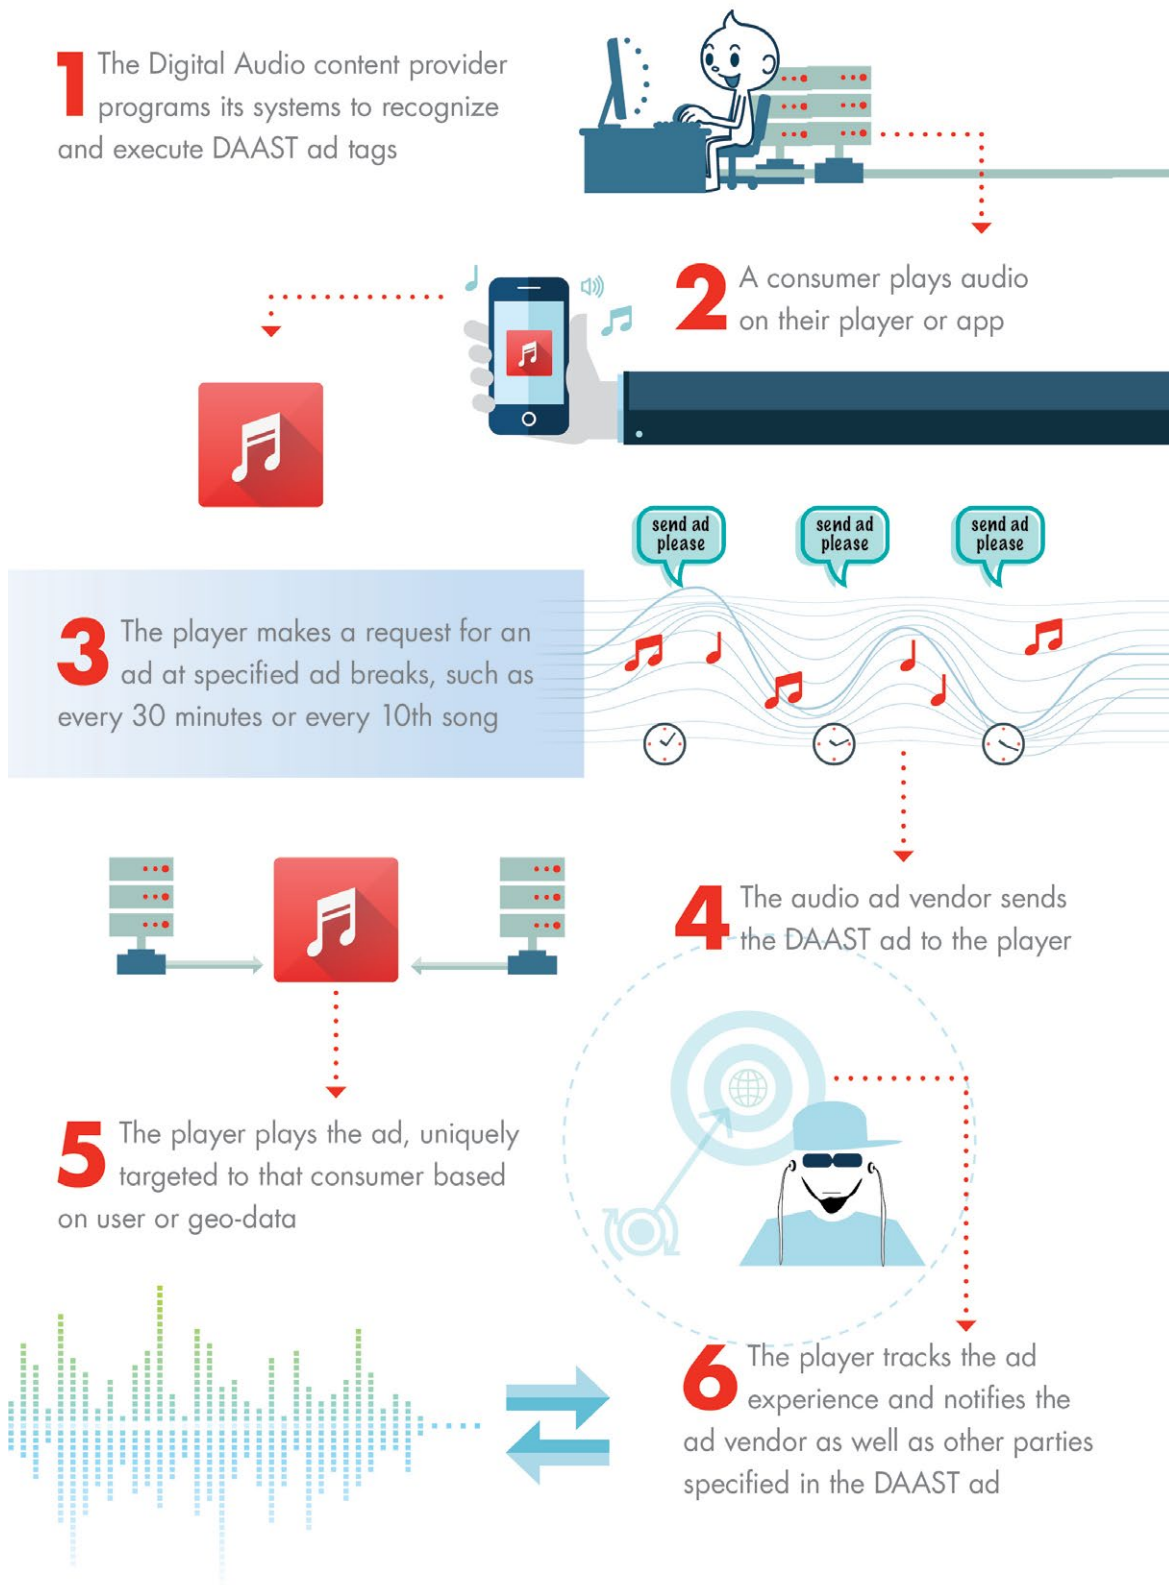 1 The Digital Audio content provider
programs its systems to recognize
and execute DAAST ad tags
2 A consumer plays audio
on their player or app
send ad
please
send ad
please
send ad
please
3 The player makes a request for an
ad at specified ad breaks, such as
every 30 minutes or every 10th song
4 The audio ad vendor sends
the DAAST ad to the player
5 The player plays the ad, uniquely
targeted to that consumer based
on user or geo-data
6 The player tracks the ad
experience and notifies the
ad vendor as well as other parties
specified in the DAAST ad